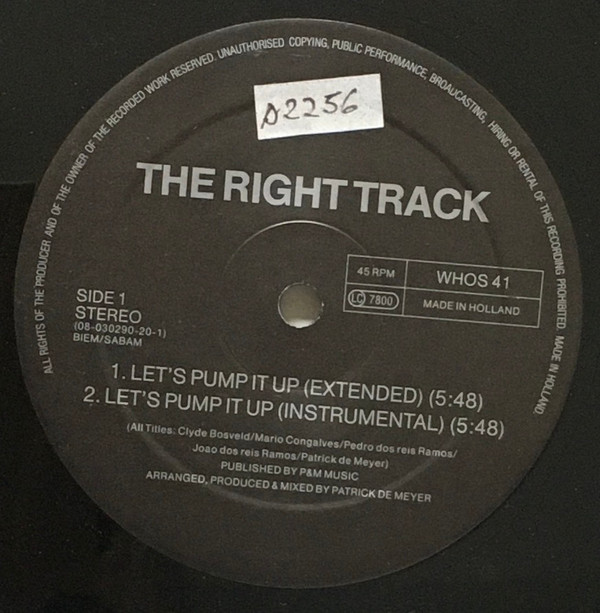 ALL RIGHTS OF THE PRODUCER AND OF THE OWNER OF THE RECORDED WORK RESERVED. UNAUTHORISED COPYING, PUBLIC PERFORMANCE, BROADCASTING, HIRING OR RENTAL OF THIS RECORDING PROHIBITED. MADE IN HOLLAND.
D2256
THE RIGHT TRACK
45 RPM
WHOS 41
LC 7800
MADE IN HOLLAND
SIDE 1
STEREO
(08-030290-20-1)
BIEM/SABAM
1. LET'S PUMP IT UP (EXTENDED) (5:48)
2. LET'S PUMP IT UP (INSTRUMENTAL) (5:48)
(All Titles: Clyde Bosveld/Mario Congalves/Pedro dos reis Ramos/
Joao dos reis Ramos/Patrick de Meyer)
PUBLISHED BY P&M MUSIC
ARRANGED, PRODUCED & MIXED BY PATRICK DE MEYER